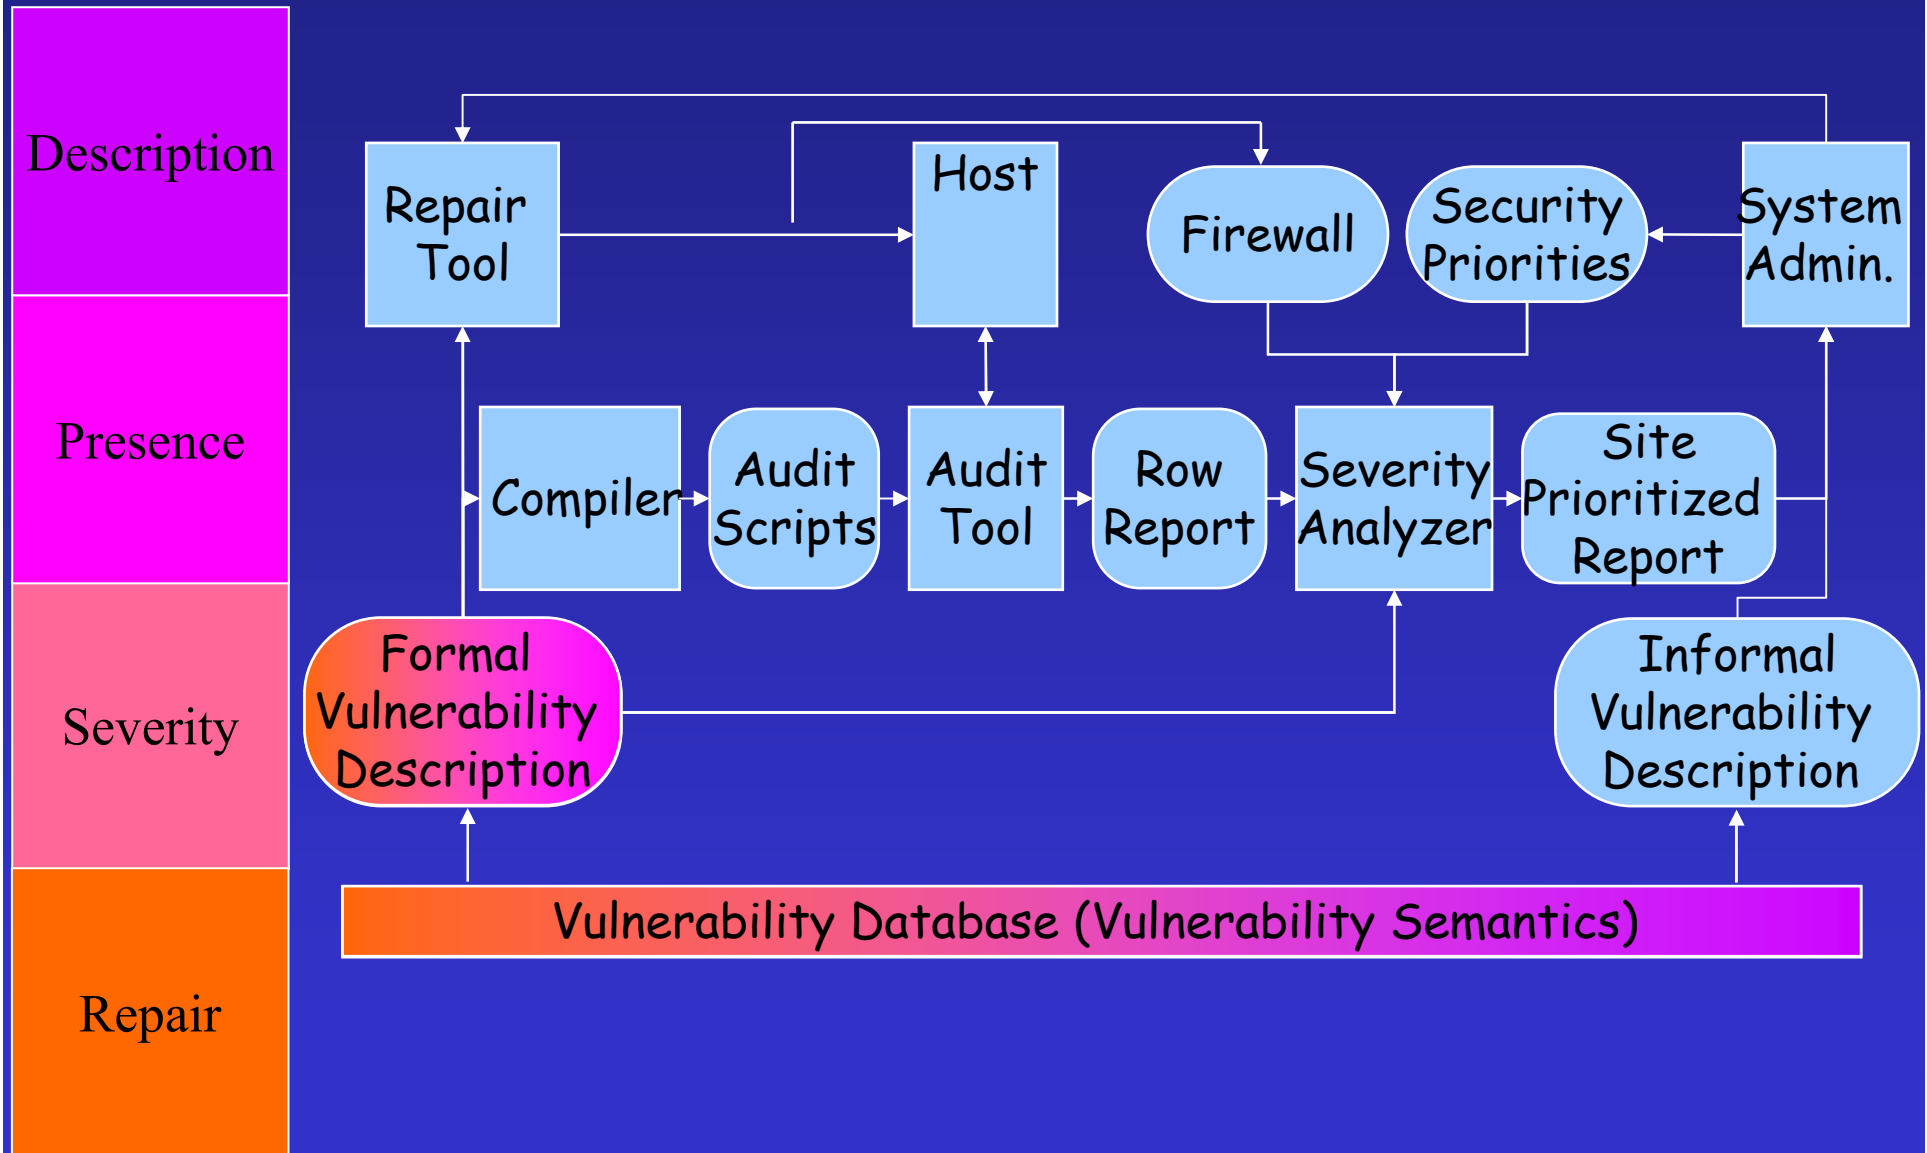 Description
Presence
Severity
Repair
Repair
Tool
Host
Firewall
Security
Priorities
System
Admin.
Compiler
Audit
Scripts
Audit
Tool
Row
Report
Severity
Analyzer
Site
Prioritized
Report
Formal
Vulnerability
Description
Informal
Vulnerability
Description
Vulnerability Database (Vulnerability Semantics)